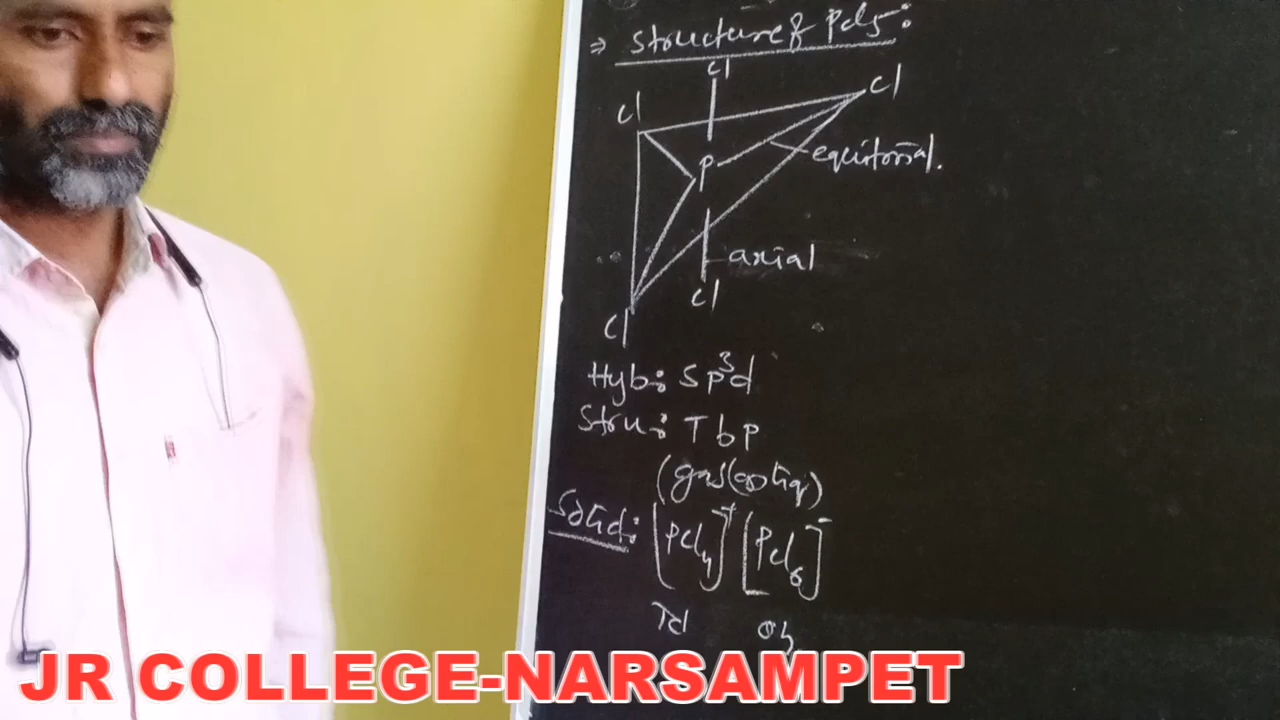 ⇒ Structure of PCl5:
Cl
Cl
Cl
P
equitorial.
axial
Cl
Cl
Hyb: SP³d
Stru: TbP
(gas (or) liq)
Solid: [PCl₄]⁺ [PCl₆]⁻
Td Oh
JR COLLEGE-NARSAMPET